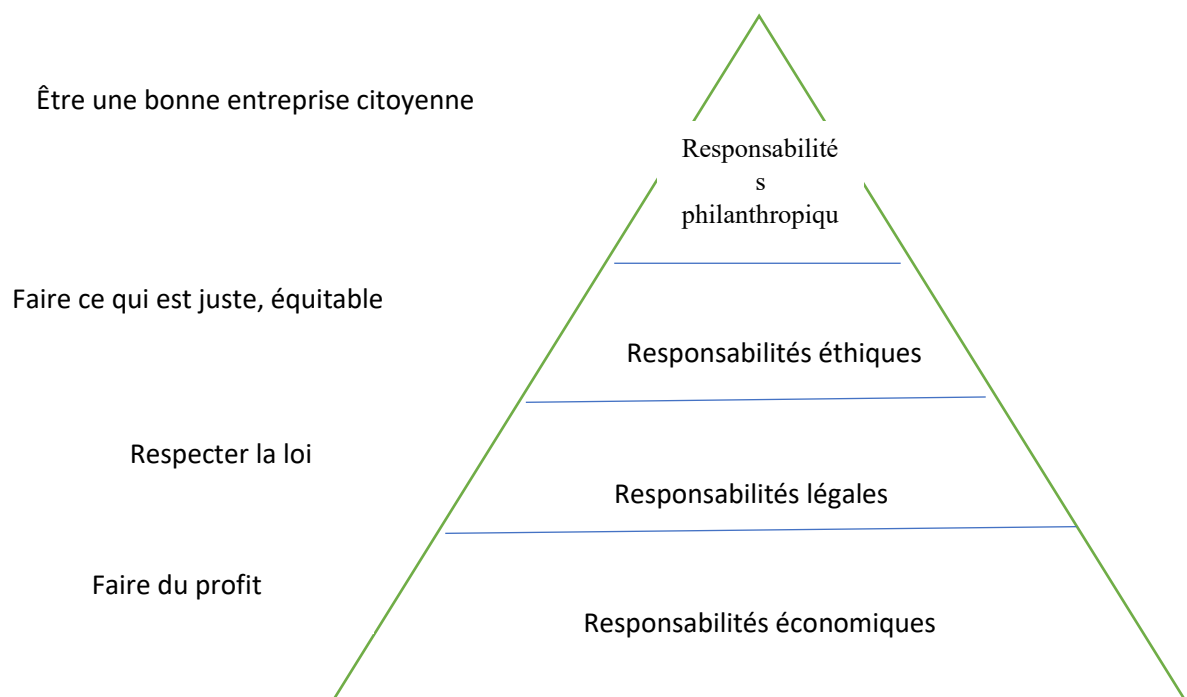 Être une bonne entreprise citoyenne
Responsabilité
s
philanthropiqu
Faire ce qui est juste, équitable
Responsabilités éthiques
Respecter la loi
Responsabilités légales
Faire du profit
Responsabilités économiques